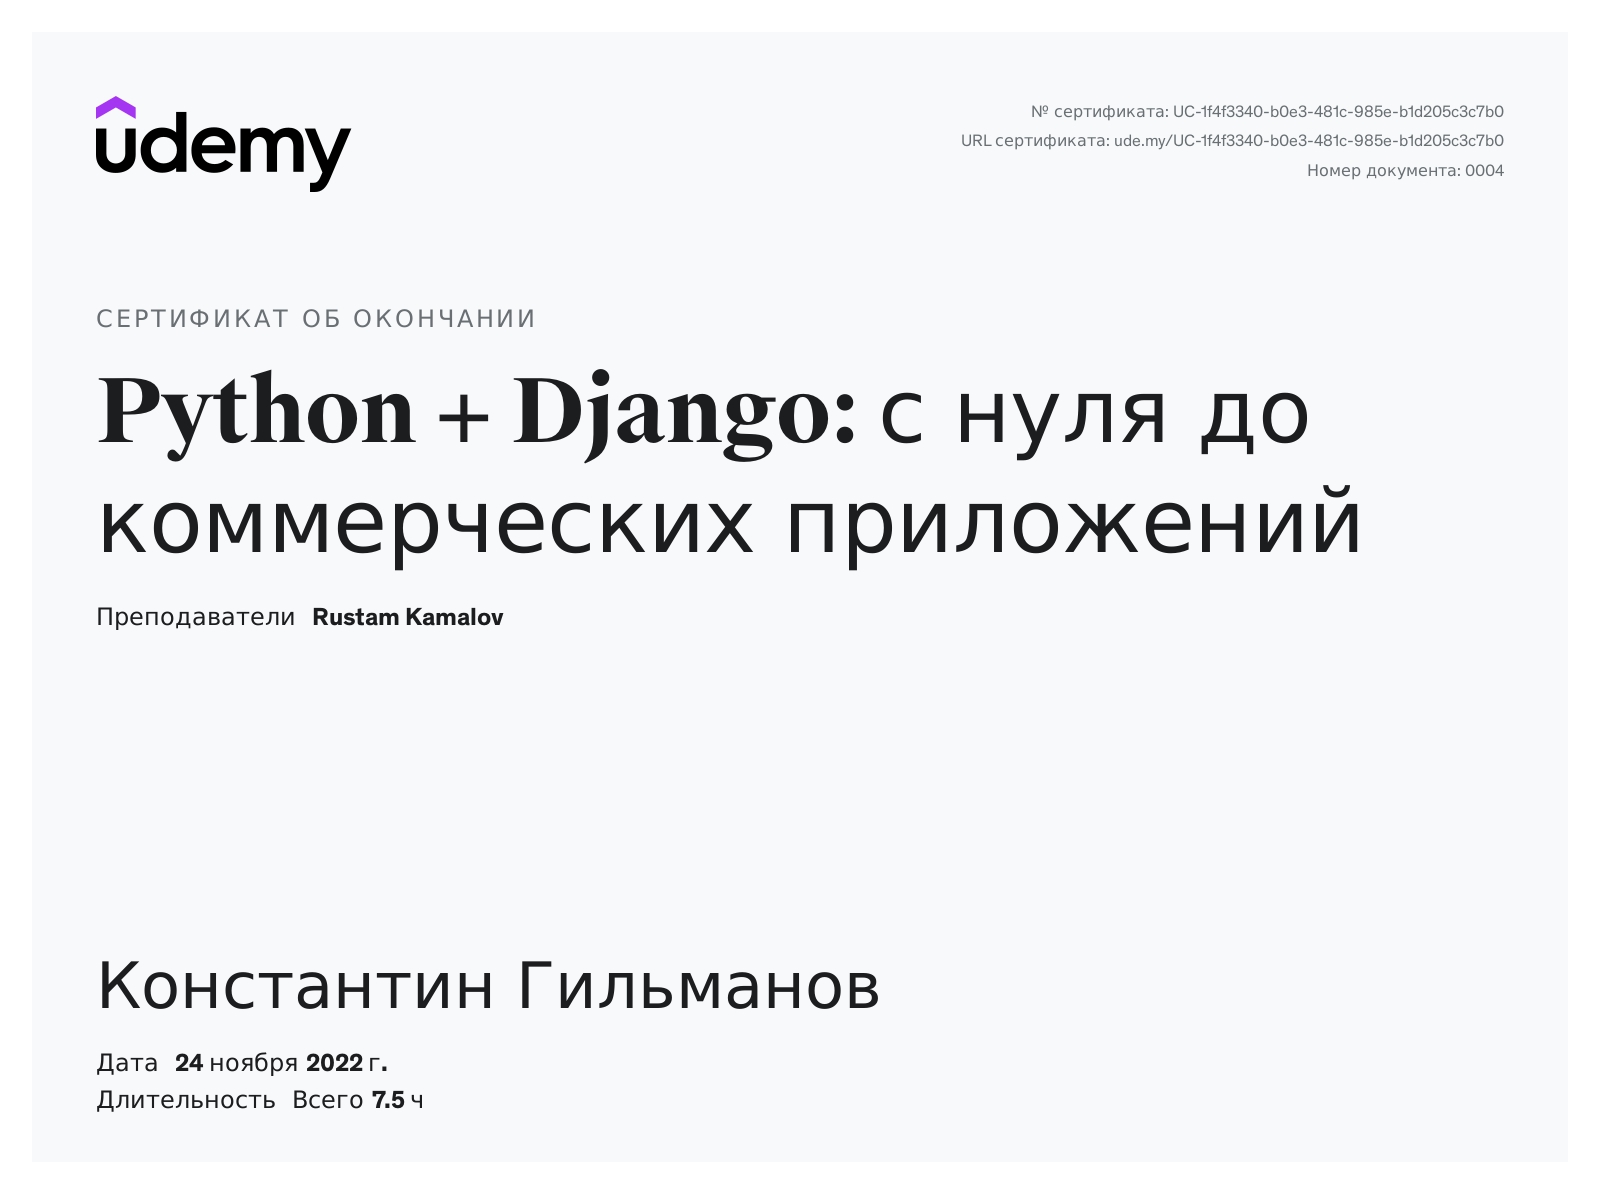 udemy
№ сертификата: UC-1f4f3340-b0e3-481c-985e-b1d205c3c7b0
URL сертификата: ude.my/UC-1f4f3340-b0e3-481c-985e-b1d205c3c7b0
Номер документа: 0004
СЕРТИФИКАТ ОБ ОКОНЧАНИИ
Python + Django: с нуля до
коммерческих приложений
Преподаватели Rustam Kamalov
Константин Гильманов
Дата 24 ноября 2022 г.
Длительность Всего 7.5 ч